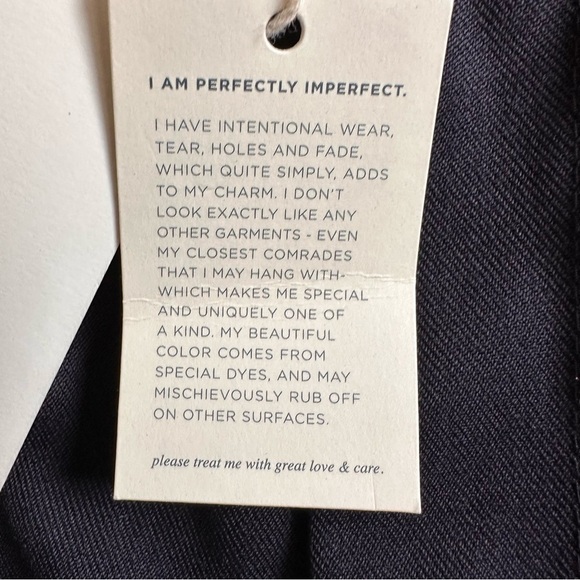 I AM PERFECTLY IMPERFECT.
I HAVE INTENTIONAL WEAR,
TEAR, HOLES AND FADE,
WHICH QUITE SIMPLY, ADDS
TO MY CHARM. I DON'T
LOOK EXACTLY LIKE ANY
OTHER GARMENTS - EVEN
MY CLOSEST COMRADES
THAT I MAY HANG WITH-
WHICH MAKES ME SPECIAL
AND UNIQUELY ONE OF
A KIND. MY BEAUTIFUL
COLOR COMES FROM
SPECIAL DYES, AND MAY
MISCHIEVOUSLY RUB OFF
ON OTHER SURFACES.
please treat me with great love & care.